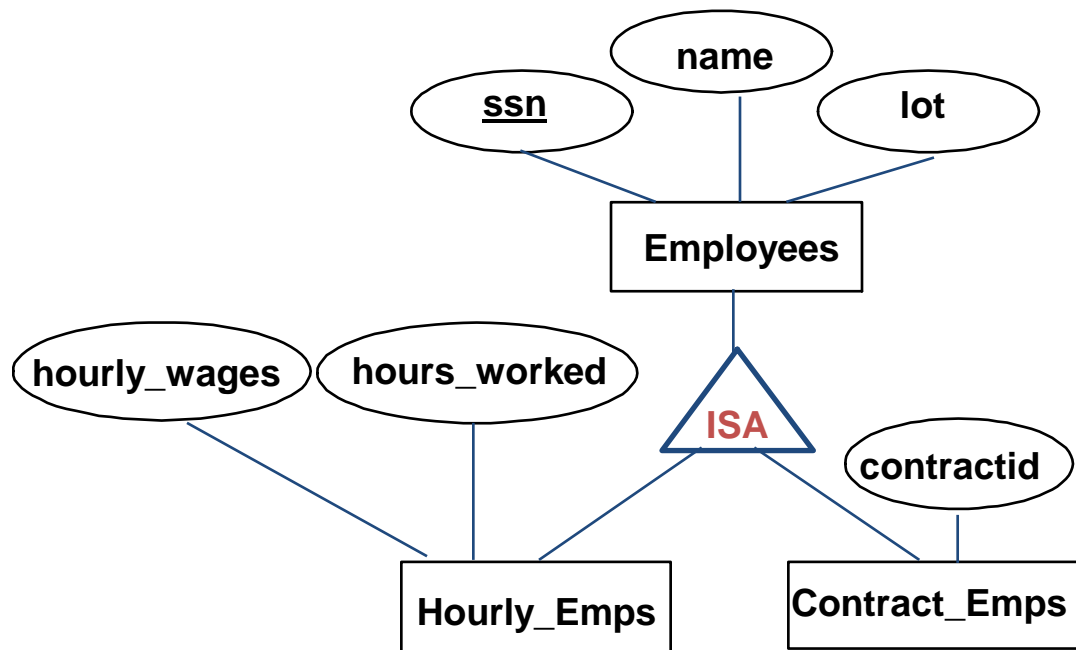 name
ssn
lot
Employees
hourly_wages
hours_worked
ISA
contractid
Hourly_Emps
Contract_Emps